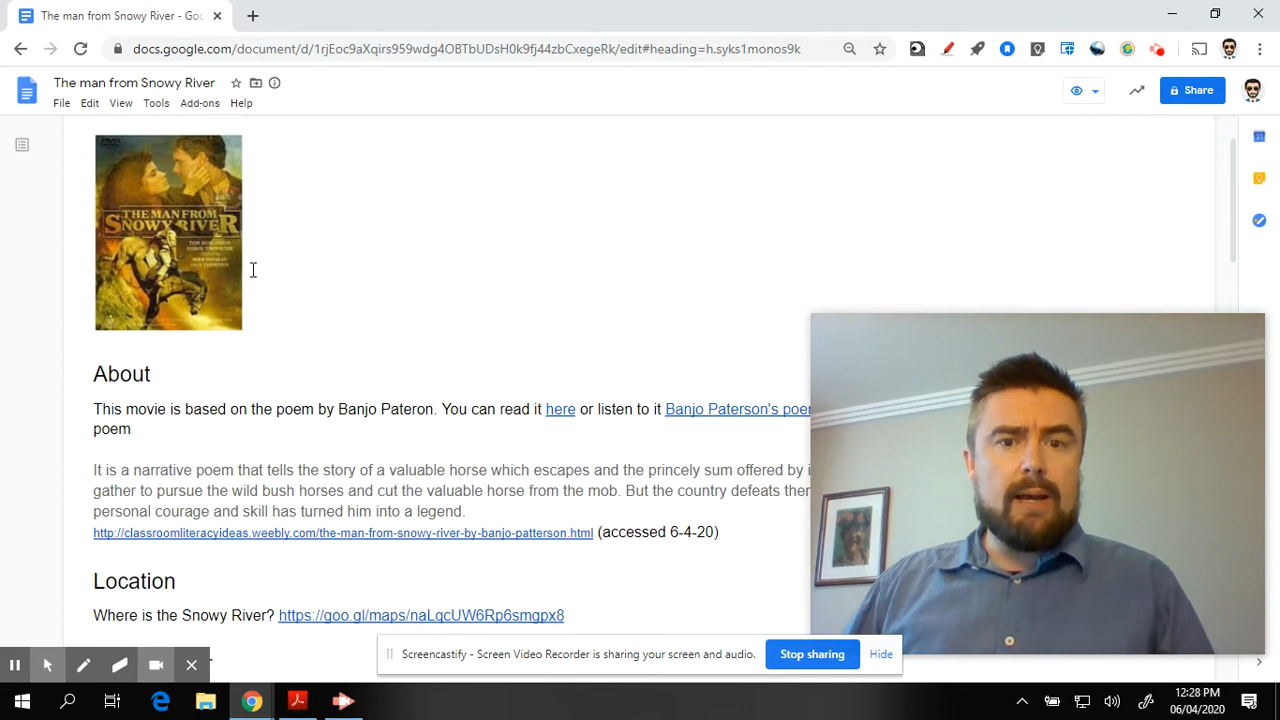 The man from Snowy River - Goo
docs.google.com/document/d/1rjEoc9aXqirs959wdg4OBTbUDsH0k9fj44zbCxegeRk/edit#heading=h.syks1monos9k
The man from Snowy River
File Edit View Tools Add-ons Help
Share
DVD
THE MAN FROM
SNOWY RIVER
About
This movie is based on the poem by Banjo Pateron. You can read it here or listen to it Banjo Paterson's poem
poem
It is a narrative poem that tells the story of a valuable horse which escapes and the princely sum offered by i
gather to pursue the wild bush horses and cut the valuable horse from the mob. But the country defeats ther
personal courage and skill has turned him into a legend.
http://classroomliteracyideas.weebly.com/the-man-from-snowy-river-by-banjo-patterson.html (accessed 6-4-20)
Location
Where is the Snowy River? https://goo.gl/maps/naLqcUW6Rp6smgpx8
Screencastify - Screen Video Recorder is sharing your screen and audio.
Stop sharing
Hide
12:28 PM
06/04/2020